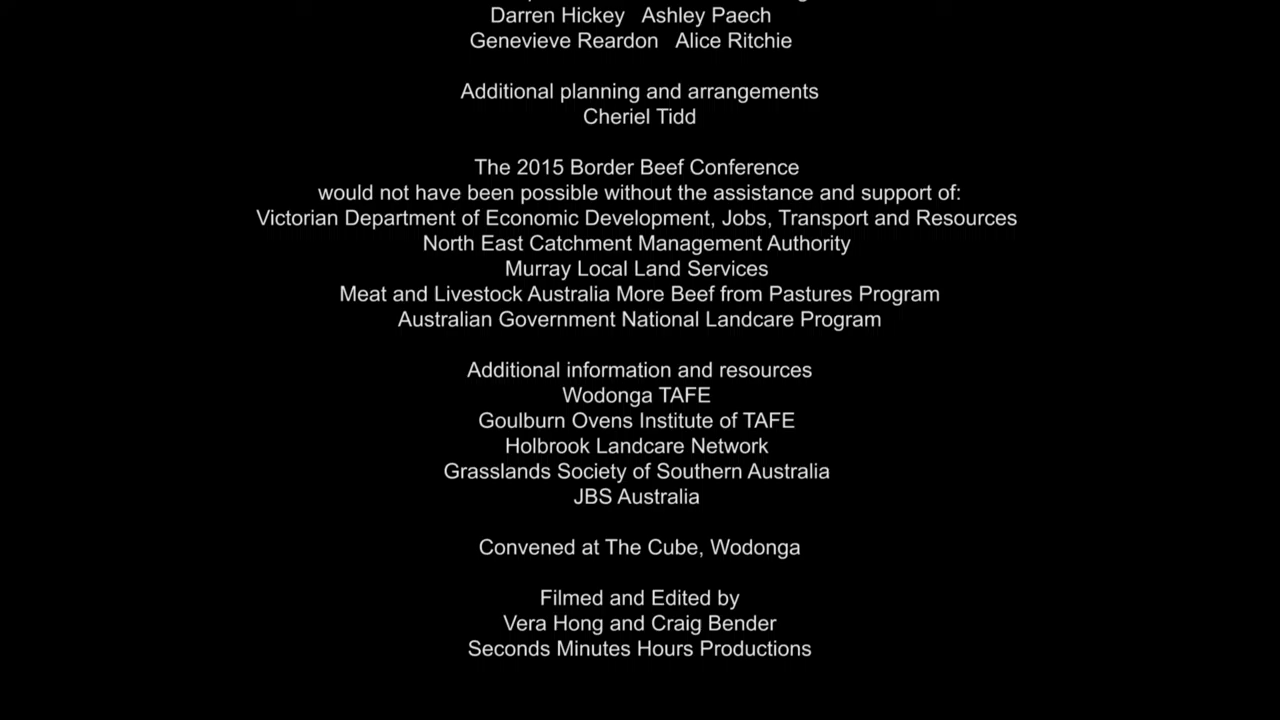 Darren Hickey Ashley Paech
Genevieve Reardon Alice Ritchie
Additional planning and arrangements
Cheriel Tidd
The 2015 Border Beef Conference
would not have been possible without the assistance and support of:
Victorian Department of Economic Development, Jobs, Transport and Resources
North East Catchment Management Authority
Murray Local Land Services
Meat and Livestock Australia More Beef from Pastures Program
Australian Government National Landcare Program
Additional information and resources
Wodonga TAFE
Goulburn Ovens Institute of TAFE
Holbrook Landcare Network
Grasslands Society of Southern Australia
JBS Australia
Convened at The Cube, Wodonga
Filmed and Edited by
Vera Hong and Craig Bender
Seconds Minutes Hours Productions